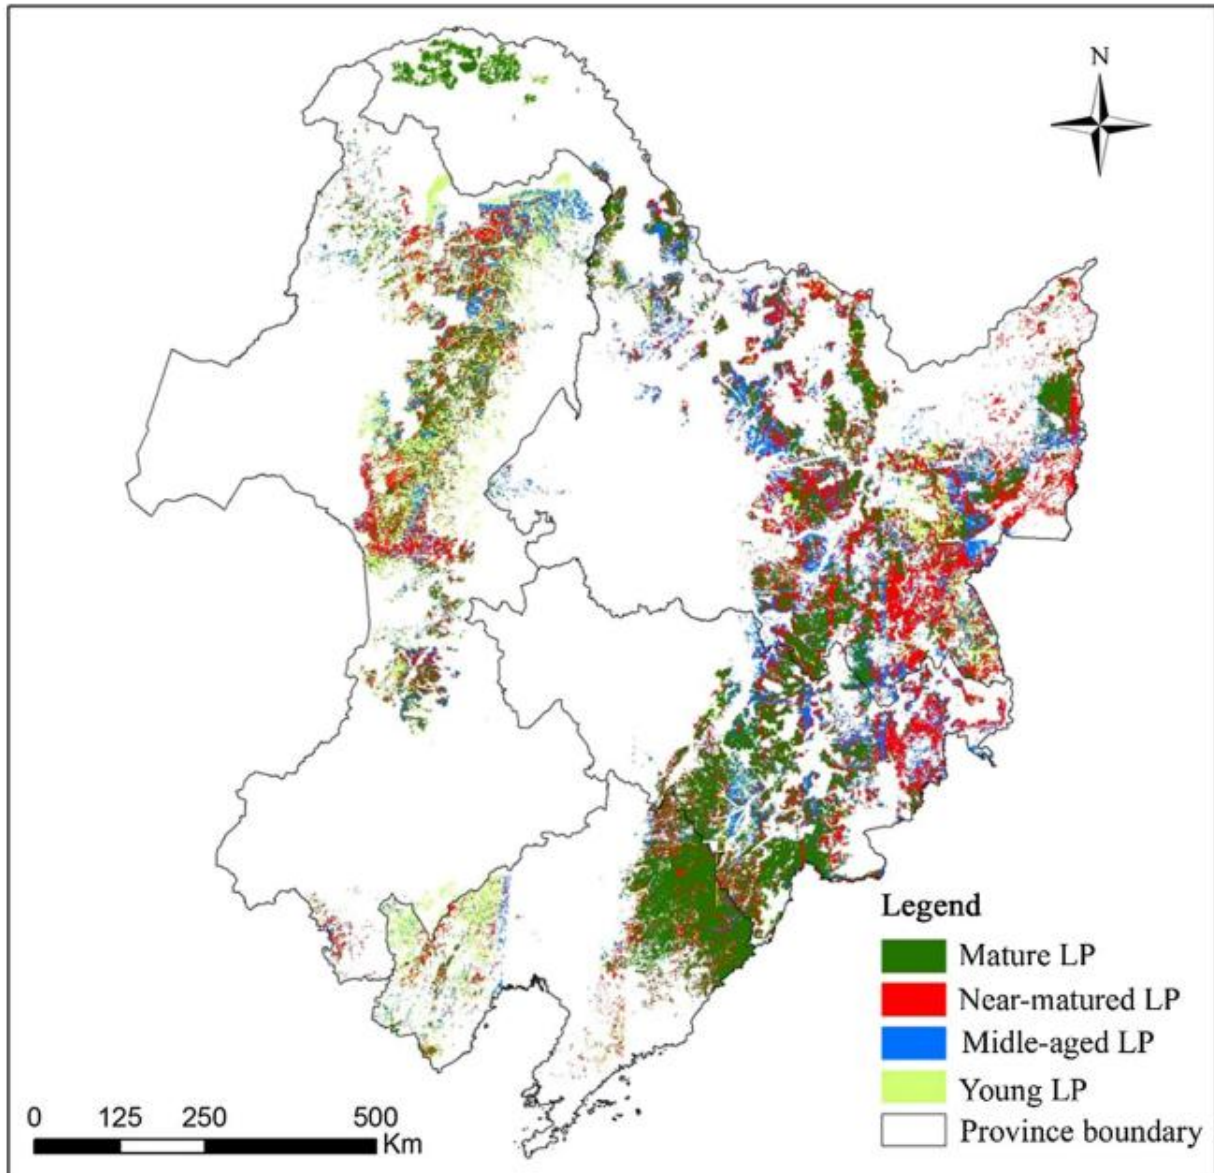 N
Legend
Mature LP
Near-matured LP
Midle-aged LP
Young LP
Province boundary
0 125 250 500
Km